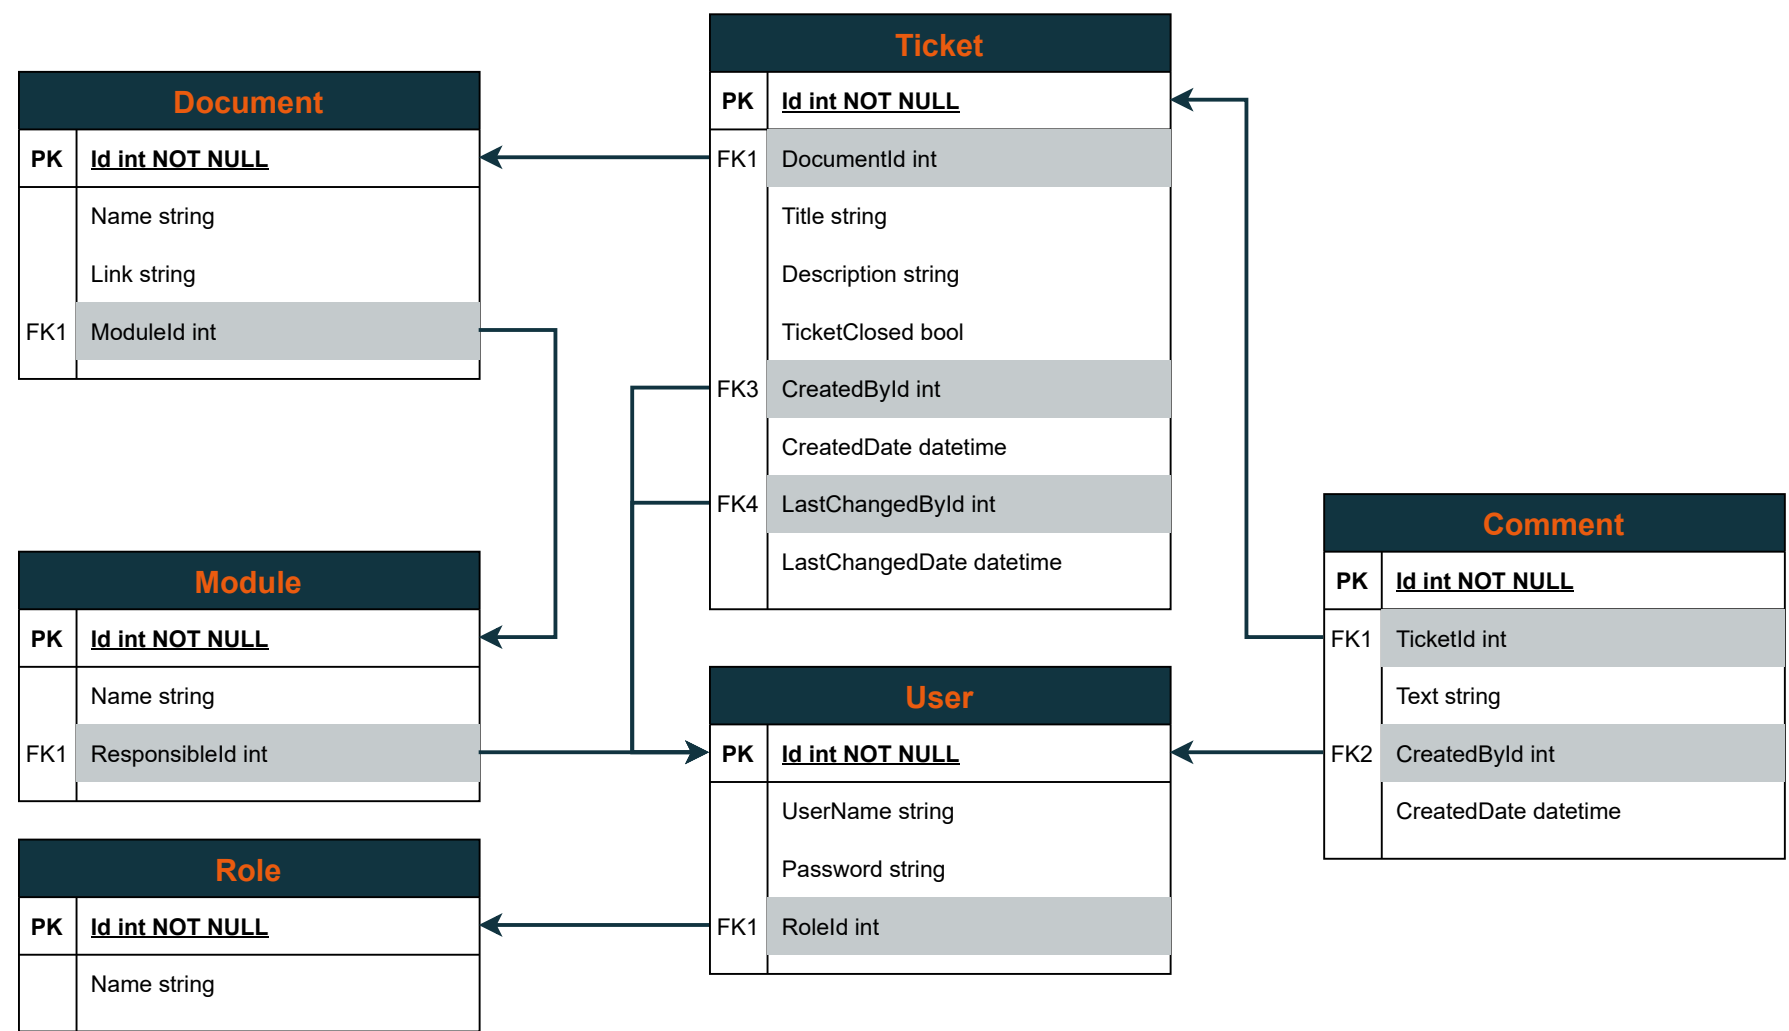 Document
PK Id int NOT NULL
Name string
Link string
FK1 ModuleId int
Module
PK Id int NOT NULL
Name string
FK1 ResponsibleId int
Role
PK Id int NOT NULL
Name string
Ticket
PK Id int NOT NULL
FK1 DocumentId int
Title string
Description string
TicketClosed bool
FK3 CreatedById int
CreatedDate datetime
FK4 LastChangedById int
LastChangedDate datetime
User
PK Id int NOT NULL
UserName string
Password string
FK1 RoleId int
Comment
PK Id int NOT NULL
FK1 TicketId int
Text string
FK2 CreatedById int
CreatedDate datetime